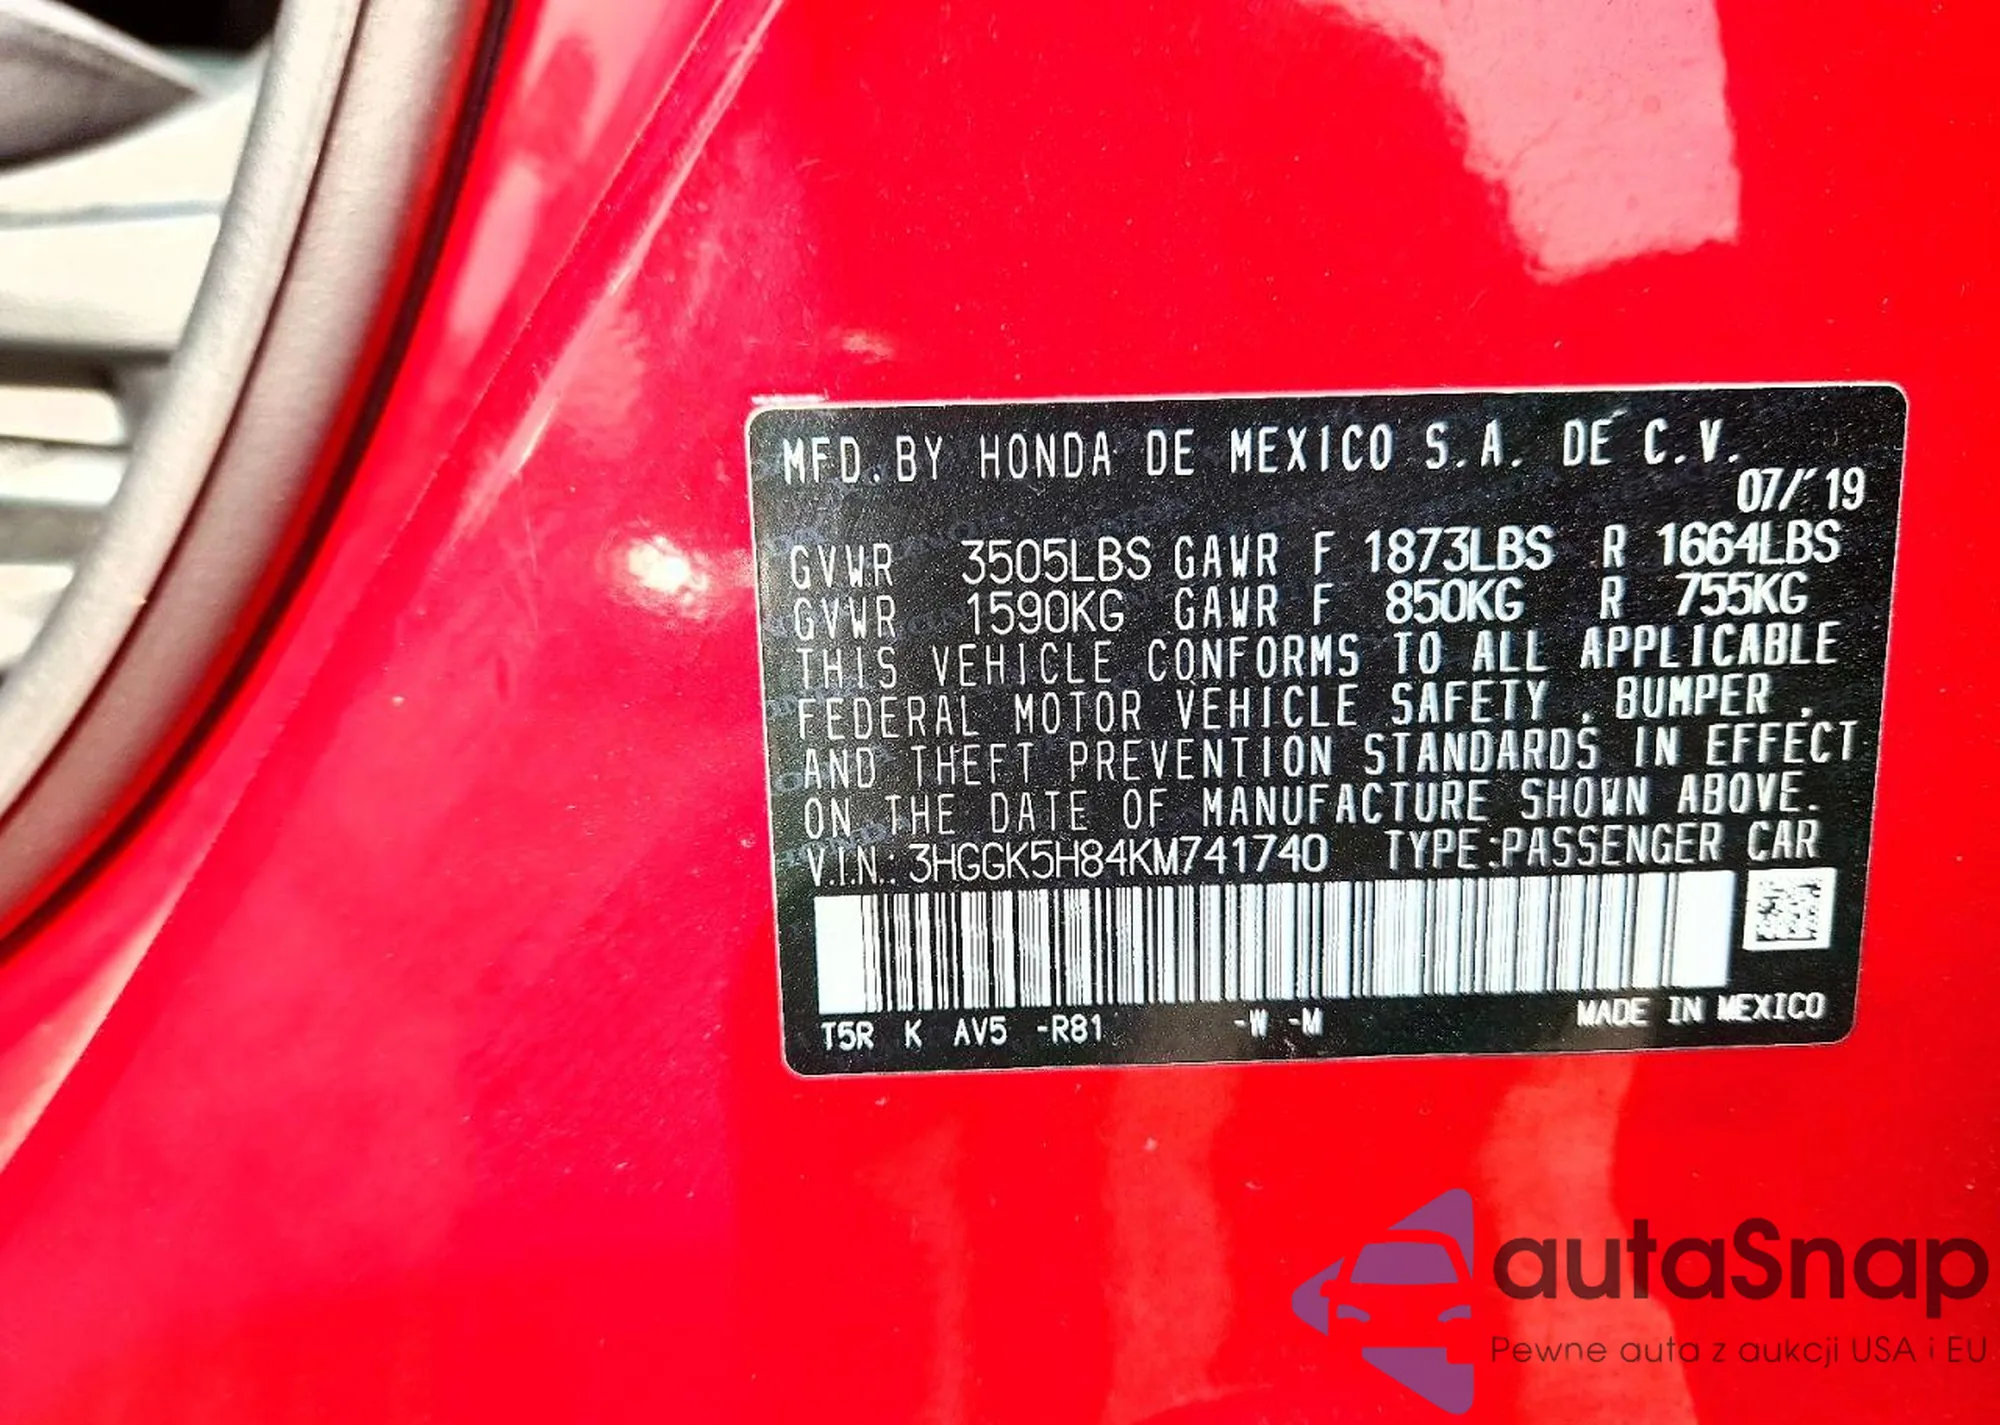 MFD. BY HONDA DE MEXICO S.A. DE C.V.
07/'19
GVWR 3505LBS GAWR F 1873LBS R 1664LBS
GVWR 1590KG GAWR F 850KG R 755KG
THIS VEHICLE CONFORMS TO ALL APPLICABLE
FEDERAL MOTOR VEHICLE SAFETY , BUMPER ,
AND THEFT PREVENTION STANDARDS IN EFFECT
ON THE DATE OF MANUFACTURE SHOWN ABOVE.
V.I.N.: 3HGGK5H84KM741740 TYPE:PASSENGER CAR
T5R K AV5 -R81 -W -M MADE IN MEXICO
autaSnap
Pewne auta z aukcji USA i EU